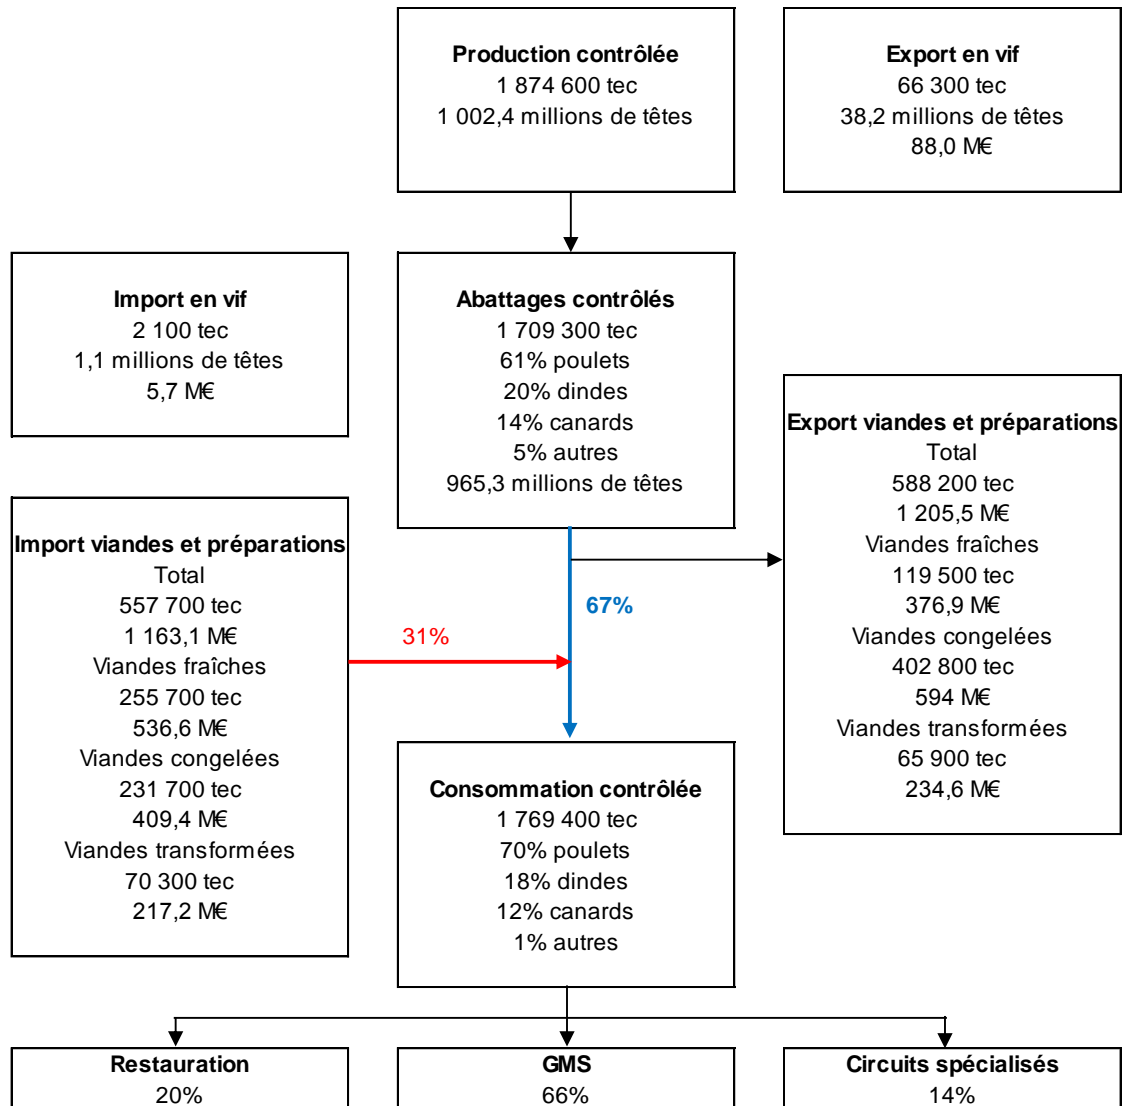 Production contrôlée
1 874 600 tec
1 002,4 millions de têtes
Export en vif
66 300 tec
38,2 millions de têtes
88,0 M€
Import en vif
2 100 tec
1,1 millions de têtes
5,7 M€
Abattages contrôlés
1 709 300 tec
61% poulets
20% dindes
14% canards
5% autres
965,3 millions de têtes
Export viandes et préparations
Total
588 200 tec
1 205,5 M€
Viandes fraîches
119 500 tec
376,9 M€
Viandes congelées
402 800 tec
594 M€
Viandes transformées
65 900 tec
234,6 M€
Import viandes et préparations
Total
557 700 tec
1 163,1 M€
Viandes fraîches
255 700 tec
536,6 M€
Viandes congelées
231 700 tec
409,4 M€
Viandes transformées
70 300 tec
217,2 M€
31%
67%
Consommation contrôlée
1 769 400 tec
70% poulets
18% dindes
12% canards
1% autres
Restauration
20%
GMS
66%
Circuits spécialisés
14%